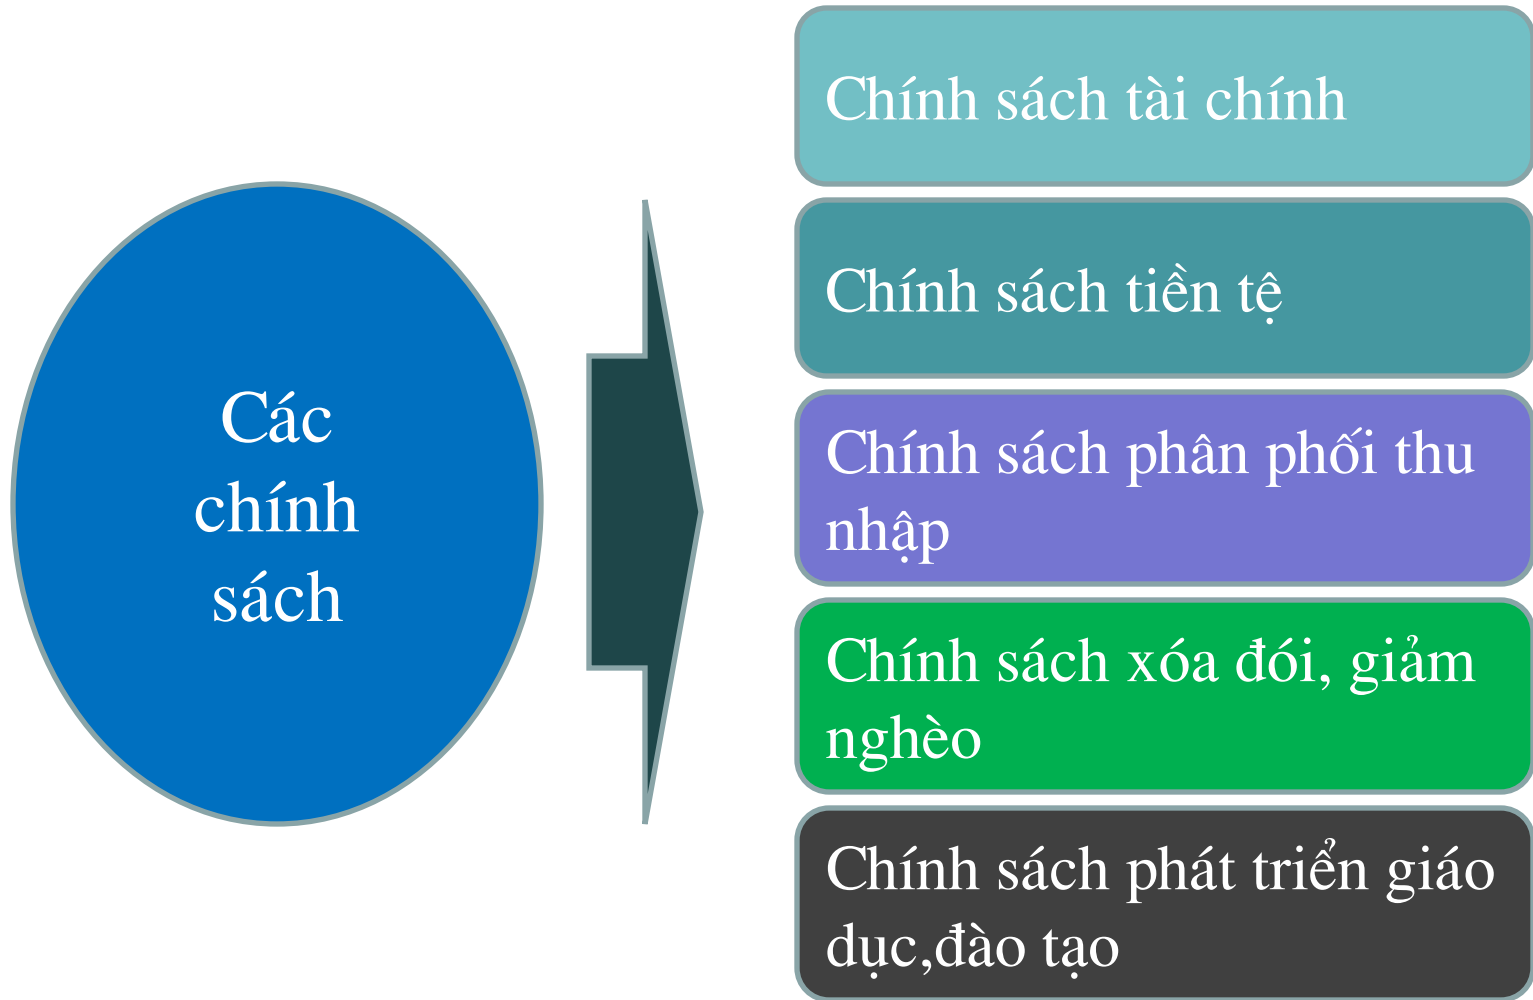 Các
chính
sách
Chính sách tài chính
Chính sách tiền tệ
Chính sách phân phối thu
nhập
Chính sách xóa đói, giảm
nghèo
Chính sách phát triển giáo
dục,đào tạo